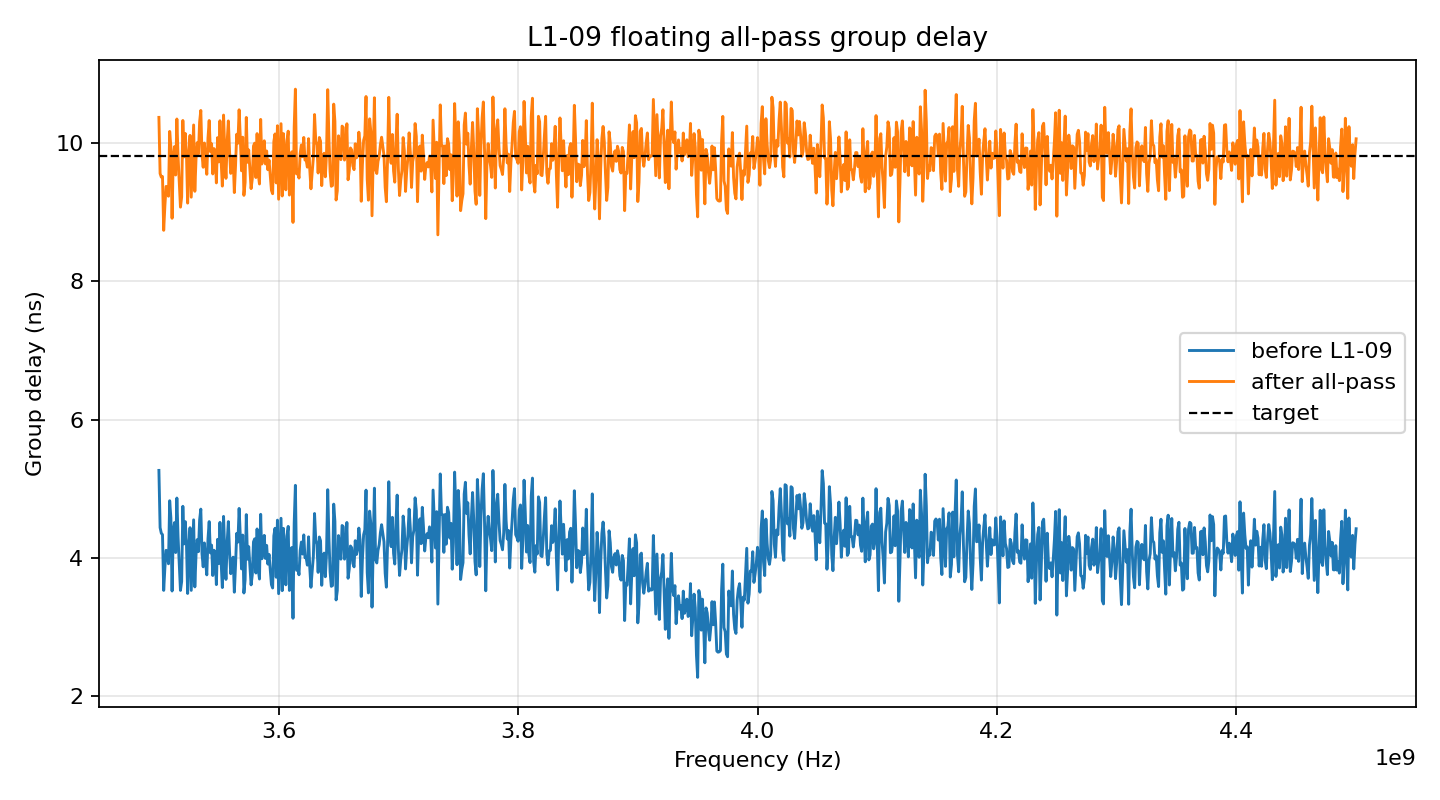 L1-09 floating all-pass group delay
Group delay (ns)
10
8
6
4
2
before L1-09
after all-pass
target
3.6
3.8
4.0
4.2
4.4
1e9
Frequency (Hz)